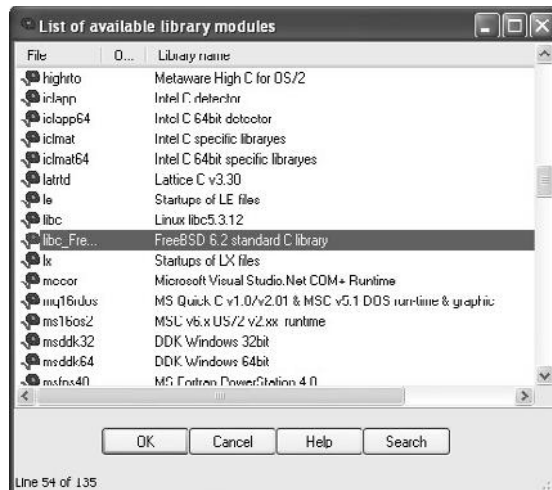 List of available library modules
File O... Library name
highrto Metaware High C for OS/2
iclapp Intel C detector
iclapp64 Intel C 64bit detector
iclmat Intel C specific libraryes
iclmat64 Intel C 64bit specific libraryes
latrtd Lattice C v3.30
le Startups of LE files
libc Linux libc5.3.12
libc_Fre... FreeBSD 6.2 standard C library
lx Startups of LX files
mccor Microsoft Visual Studio.Net COM+ Runtime
mq16rdos MS Quick C v1.0/v2.01 & MSC v5.1 DOS run-time & graphic
ms16os2 MSC v6.x OS/2 v2.xx runtime
msddk32 DDK Windows 32bit
msddk64 DDK Windows 64bit
msfps40 MS Fortran PowerStation 4.0
OK Cancel Help Search
Line 54 of 135